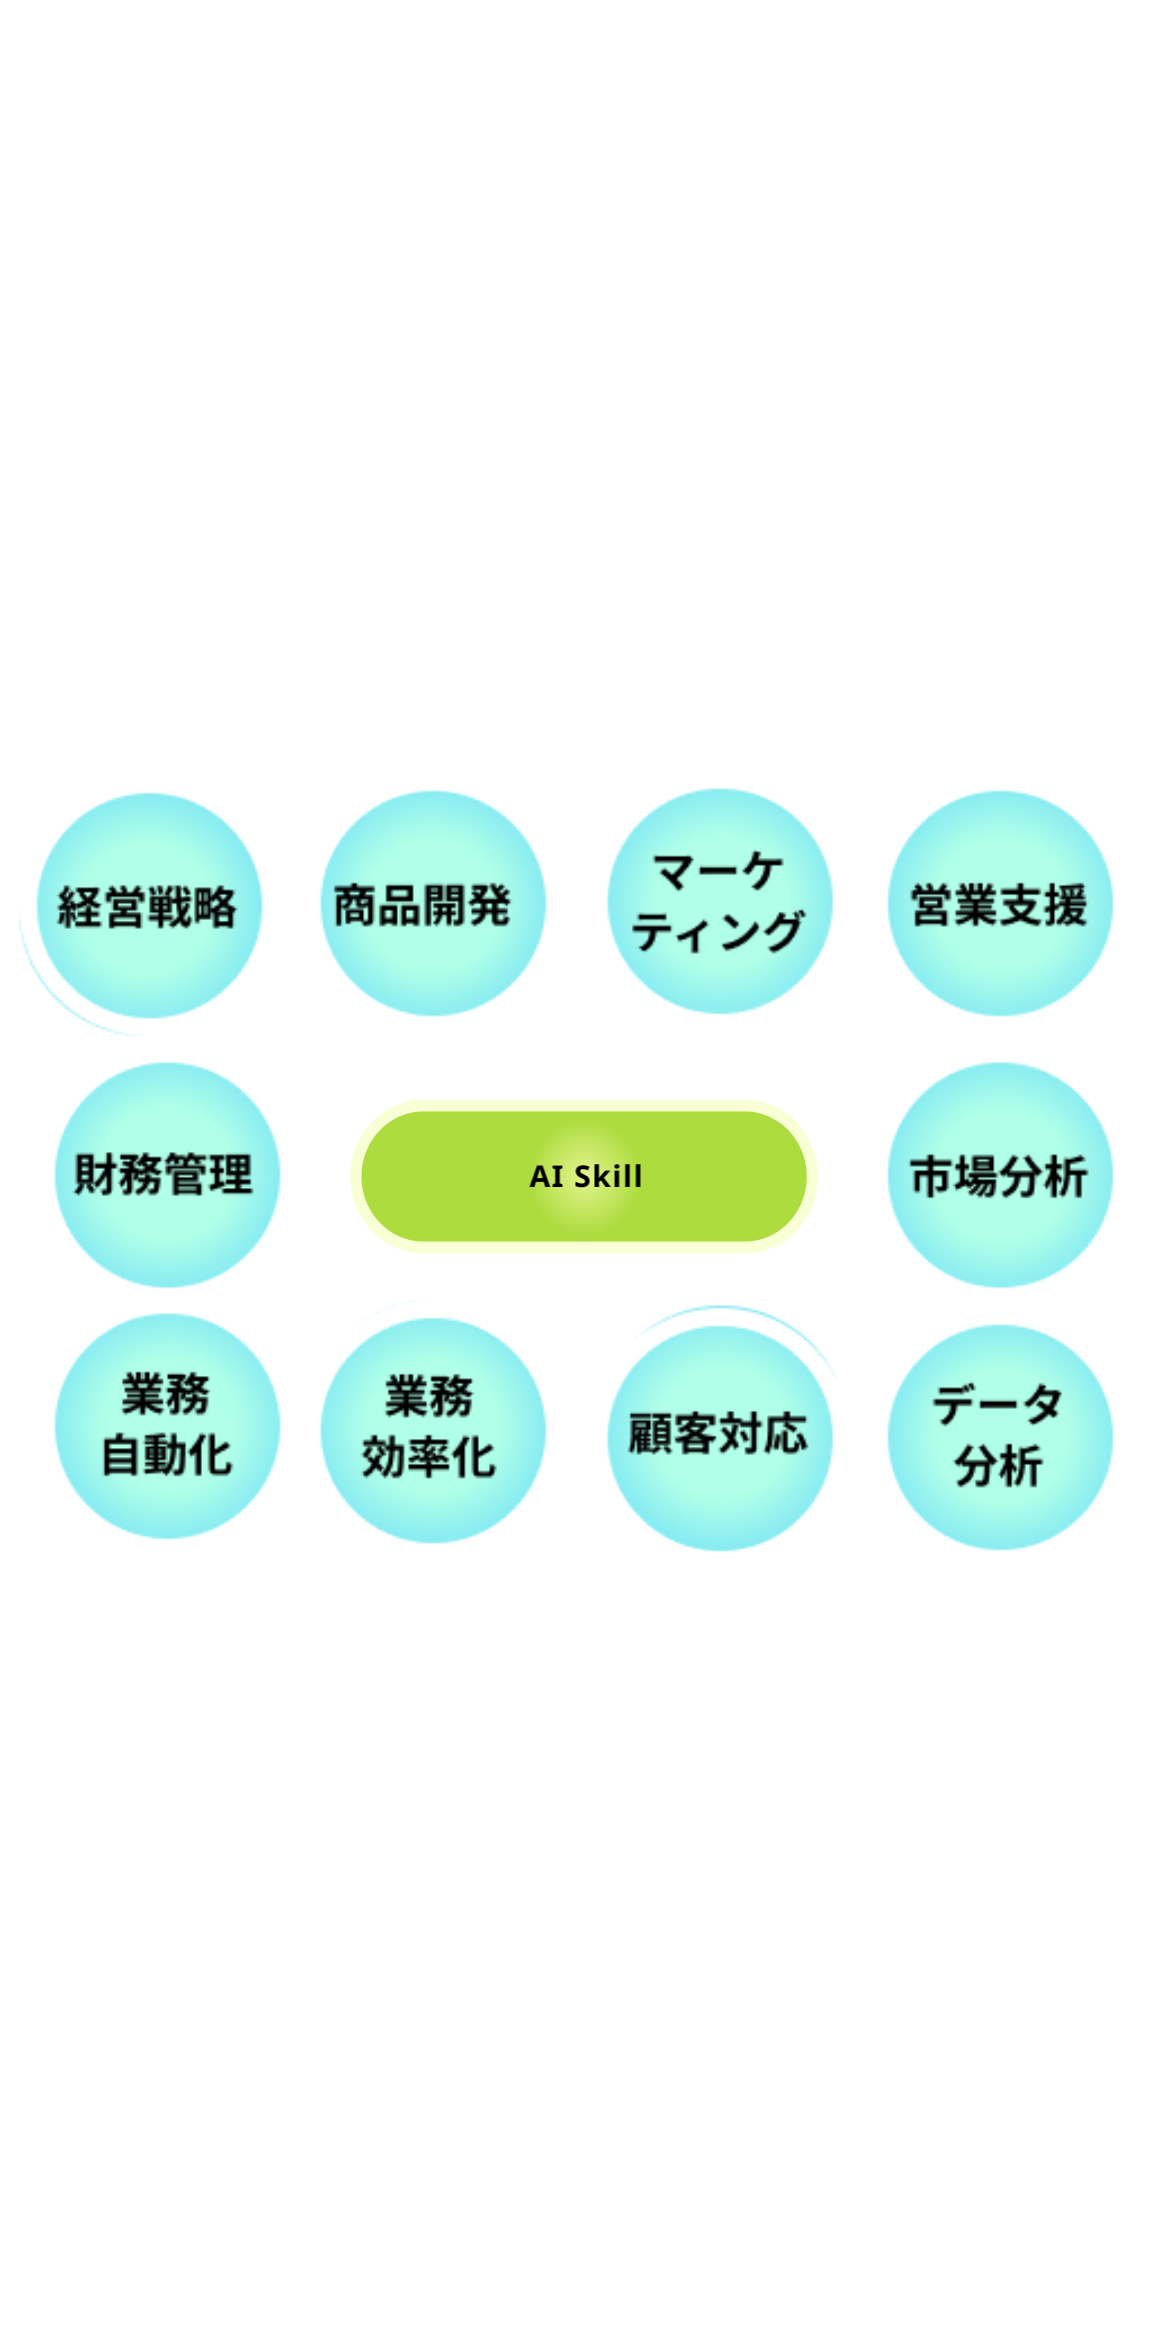 経営戦略
商品開発
マーケ
ティング
営業支援
財務管理
AI Skill
市場分析
業務
自動化
業務
効率化
顧客対応
データ
分析